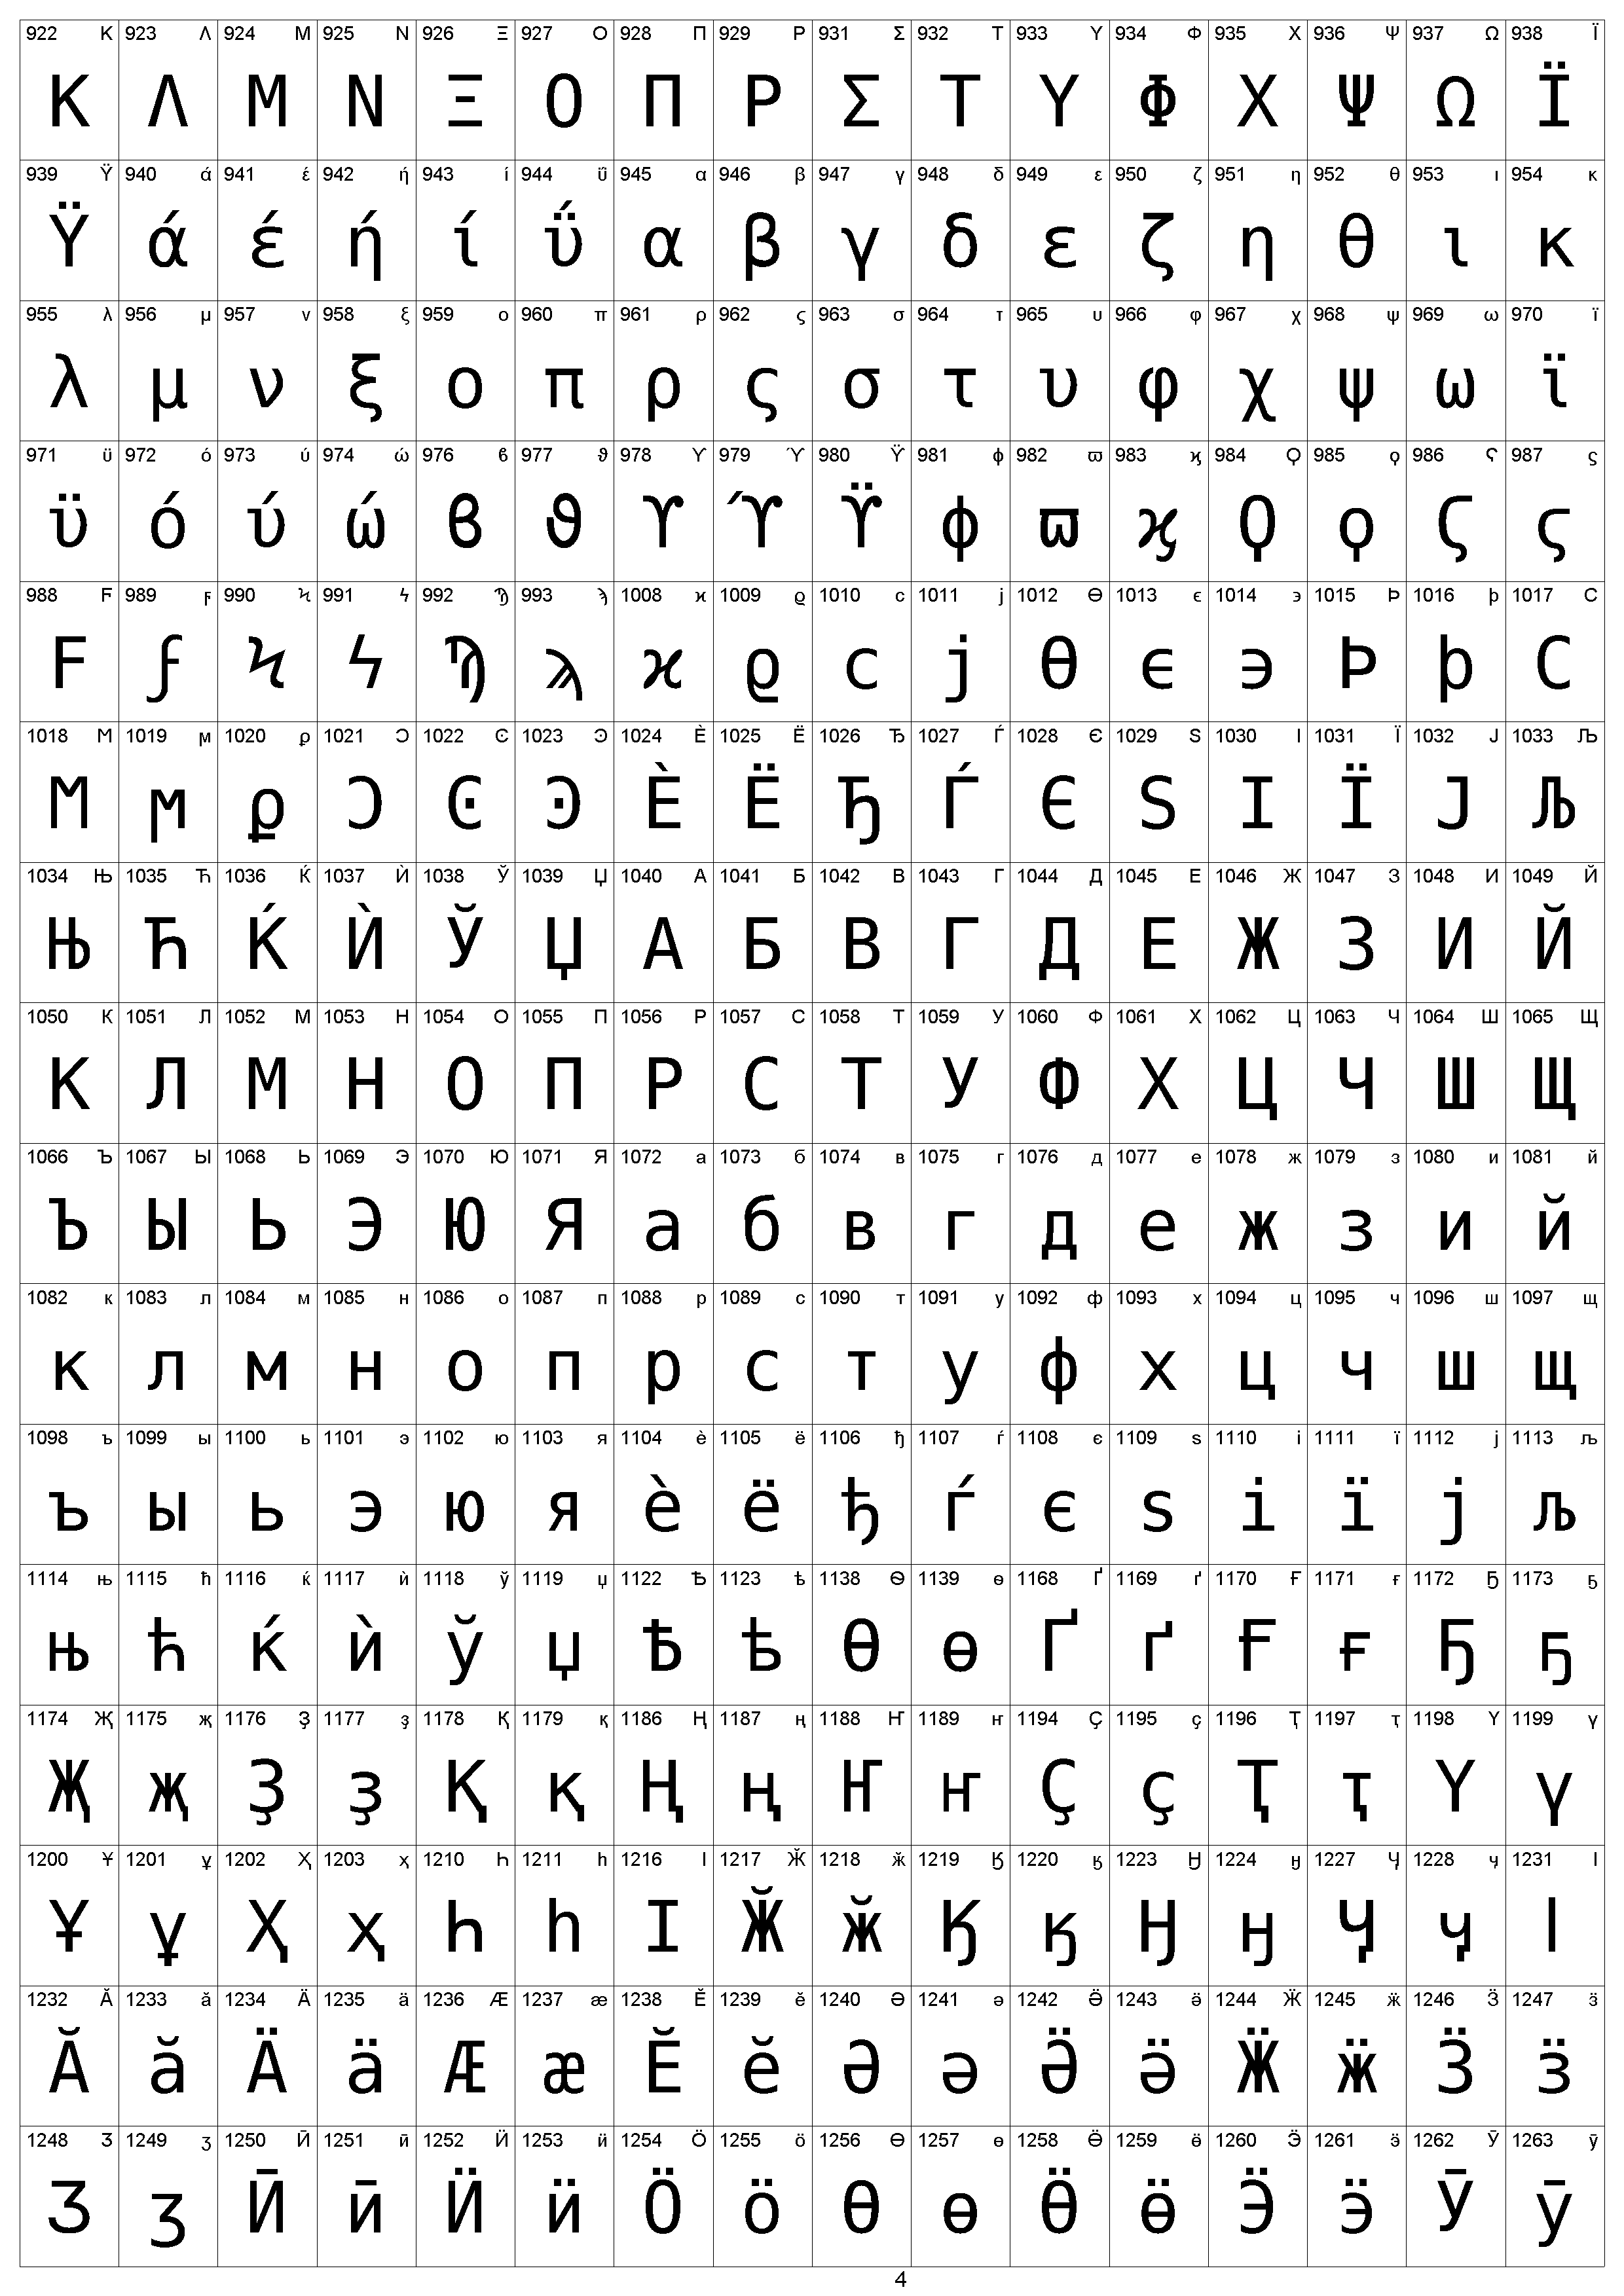 922 Κ 923 Λ 924 Μ 925 Ν 926 Ξ 927 Ο 928 Π 929 Ρ 931 Σ 932 Τ 933 Υ 934 Φ 935 Χ 936 Ψ 937 Ω 938 Ϊ
Κ Λ Μ Ν Ξ Ο Π Ρ Σ Τ Υ Φ Χ Ψ Ω Ϊ
939 Ϋ 940 ά 941 έ 942 ή 943 ί 944 ΰ 945 α 946 β 947 γ 948 δ 949 ε 950 ζ 951 η 952 θ 953 ι 954 κ
Ϋ ά έ ή ί ΰ α β γ δ ε ζ η θ ι κ
955 λ 956 μ 957 ν 958 ξ 959 ο 960 π 961 ρ 962 ς 963 σ 964 τ 965 υ 966 φ 967 χ 968 ψ 969 ω 970 ϊ
λ μ ν ξ ο π ρ ς σ τ υ φ χ ψ ω ϊ
971 ϋ 972 ό 973 ύ 974 ώ 976 ϐ 977 ϑ 978 ϒ 979 ϓ 980 ϔ 981 ϕ 982 ϖ 983 ϗ 984 Ϙ 985 ϙ 986 Ϛ 987 ϛ
ϋ ό ύ ώ ϐ ϑ ϒ ϓ ϔ ϕ ϖ ϗ Ϙ ϙ Ϛ ϛ
988 Ϝ 989 ϝ 990 Ϟ 991 ϟ 992 Ϡ 993 ϡ 1008 ϰ 1009 ϱ 1010 ϲ 1011 ϳ 1012 ϴ 1013 ϵ 1014 ϶ 1015 Ϸ 1016 ϸ 1017 Ϲ
Ϝ ϝ Ϟ ϟ Ϡ ϡ ϰ ϱ ϲ ϳ ϴ ϵ ϶ Ϸ ϸ Ϲ
1018 Ϻ 1019 ϻ 1020 ϼ 1021 Ͻ 1022 Ͼ 1023 Ͽ 1024 Ѐ 1025 Ё 1026 Ђ 1027 Ѓ 1028 Є 1029 Ѕ 1030 І 1031 Ї 1032 Ј 1033 Љ
Ϻ ϻ ϼ Ͻ Ͼ Ͽ Ѐ Ё Ђ Ѓ Є Ѕ І Ї Ј Љ
1034 Њ 1035 Ћ 1036 Ќ 1037 Ѝ 1038 Ў 1039 Џ 1040 А 1041 Б 1042 В 1043 Г 1044 Д 1045 Е 1046 Ж 1047 З 1048 И 1049 Й
Њ Ћ Ќ Ѝ Ў Џ А Б В Г Д Е Ж З И Й
1050 К 1051 Л 1052 М 1053 Н 1054 О 1055 П 1056 Р 1057 С 1058 Т 1059 У 1060 Ф 1061 Х 1062 Ц 1063 Ч 1064 Ш 1065 Щ
К Л М Н О П Р С Т У Ф Х Ц Ч Ш Щ
1066 Ъ 1067 Ы 1068 Ь 1069 Э 1070 Ю 1071 Я 1072 а 1073 б 1074 в 1075 г 1076 д 1077 е 1078 ж 1079 з 1080 и 1081 й
Ъ Ы Ь Э Ю Я а б в г д е ж з и й
1082 к 1083 л 1084 м 1085 н 1086 о 1087 п 1088 р 1089 с 1090 т 1091 у 1092 ф 1093 х 1094 ц 1095 ч 1096 ш 1097 щ
к л м н о п р с т у ф х ц ч ш щ
1098 ъ 1099 ы 1100 ь 1101 э 1102 ю 1103 я 1104 ѐ 1105 ё 1106 ђ 1107 ѓ 1108 є 1109 ѕ 1110 і 1111 ї 1112 ј 1113 љ
ъ ы ь э ю я ѐ ё ђ ѓ є ѕ і ї ј љ
1114 њ 1115 ћ 1116 ќ 1117 ѝ 1118 ў 1119 џ 1122 Ѣ 1123 ѣ 1138 Ѳ 1139 ѳ 1168 Ґ 1169 ґ 1170 Ғ 1171 ғ 1172 Ҕ 1173 ҕ
њ ћ ќ ѝ ў џ Ѣ ѣ Ѳ ѳ Ґ ґ Ғ ғ Ҕ ҕ
1174 Җ 1175 җ 1176 Ҙ 1177 ҙ 1178 Қ 1179 қ 1186 Ң 1187 ң 1188 Ҥ 1189 ҥ 1194 Ҫ 1195 ҫ 1196 Ҭ 1197 ҭ 1198 Ү 1199 ү
Җ җ Ҙ ҙ Қ қ Ң ң Ҥ ҥ Ҫ ҫ Ҭ ҭ Ү ү
1200 Ұ 1201 ұ 1202 Ҳ 1203 ҳ 1210 Һ 1211 һ 1216 Ӏ 1217 Ӂ 1218 ӂ 1219 Ӄ 1220 ӄ 1223 Ӈ 1224 ӈ 1227 Ӌ 1228 ӌ 1231 ӏ
Ұ ұ Ҳ ҳ Һ һ Ӏ Ӂ ӂ Ӄ ӄ Ӈ ӈ Ӌ ӌ ӏ
1232 Ӑ 1233 ӑ 1234 Ӓ 1235 ӓ 1236 Ӕ 1237 ӕ 1238 Ӗ 1239 ӗ 1240 Ә 1241 ә 1242 Ӛ 1243 ӛ 1244 Ӝ 1245 ӝ 1246 Ӟ 1247 ӟ
Ӑ ӑ Ӓ ӓ Ӕ ӕ Ӗ ӗ Ә ә Ӛ ӛ Ӝ ӝ Ӟ ӟ
1248 Ӡ 1249 ӡ 1250 Ӣ 1251 ӣ 1252 Ӥ 1253 ӥ 1254 Ӧ 1255 ӧ 1256 Ө 1257 ө 1258 Ӫ 1259 ӫ 1260 Ӭ 1261 ӭ 1262 Ӯ 1263 ӯ
Ӡ ӡ Ӣ ӣ Ӥ ӥ Ӧ ӧ Ө ө Ӫ ӫ Ӭ ӭ Ӯ ӯ
4